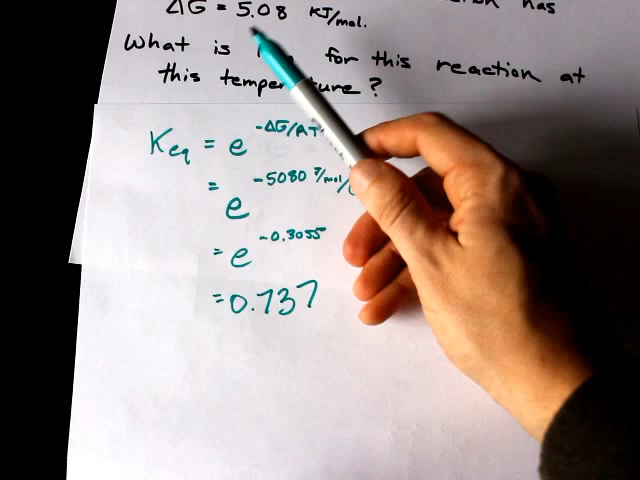 has
ΔG = 5.08 KJ/mol.
What is for this reaction at
this temperature?
Keq = e^-ΔG/RT
= e^-5080 J/mol/
= e^-0.3055
= 0.737